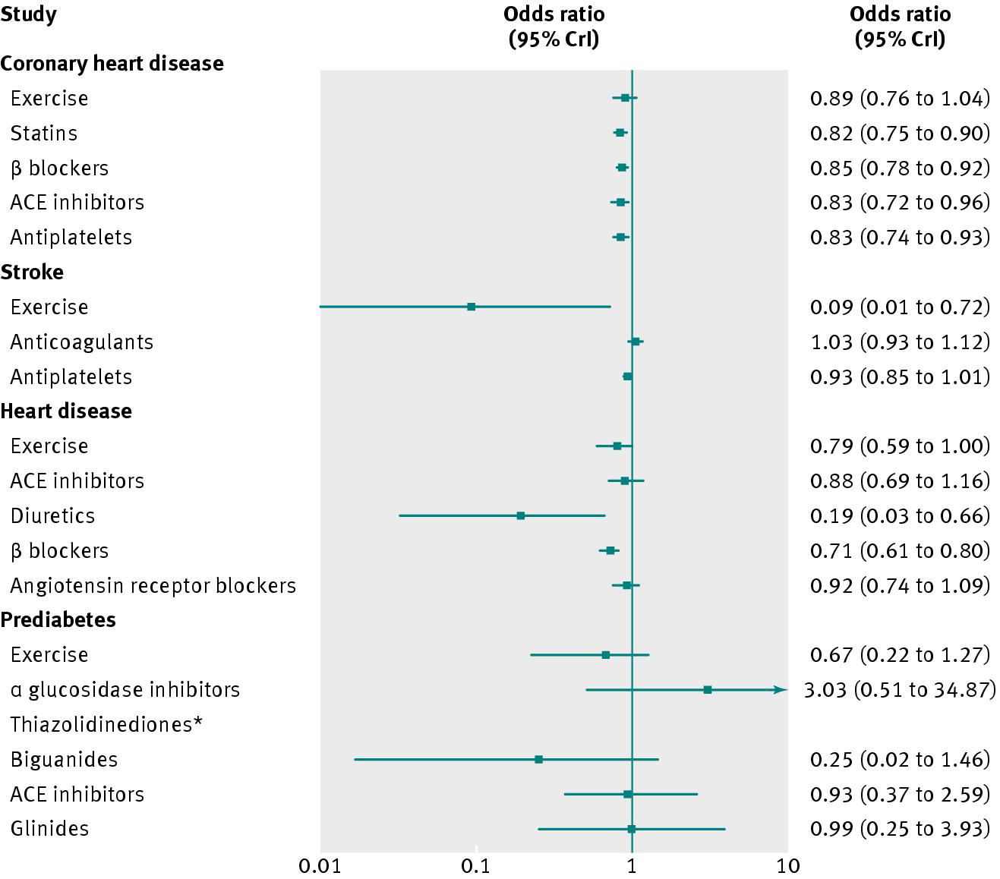 Study Odds ratio Odds ratio
(95% CrI) (95% CrI)
Coronary heart disease
Exercise 0.89 (0.76 to 1.04)
Statins 0.82 (0.75 to 0.90)
β blockers 0.85 (0.78 to 0.92)
ACE inhibitors 0.83 (0.72 to 0.96)
Antiplatelets 0.83 (0.74 to 0.93)
Stroke
Exercise 0.09 (0.01 to 0.72)
Anticoagulants 1.03 (0.93 to 1.12)
Antiplatelets 0.93 (0.85 to 1.01)
Heart disease
Exercise 0.79 (0.59 to 1.00)
ACE inhibitors 0.88 (0.69 to 1.16)
Diuretics 0.19 (0.03 to 0.66)
β blockers 0.71 (0.61 to 0.80)
Angiotensin receptor blockers 0.92 (0.74 to 1.09)
Prediabetes
Exercise 0.67 (0.22 to 1.27)
α glucosidase inhibitors 3.03 (0.51 to 34.87)
Thiazolidinediones*
Biguanides 0.25 (0.02 to 1.46)
ACE inhibitors 0.93 (0.37 to 2.59)
Glinides 0.99 (0.25 to 3.93)
0.01 0.1 1 10